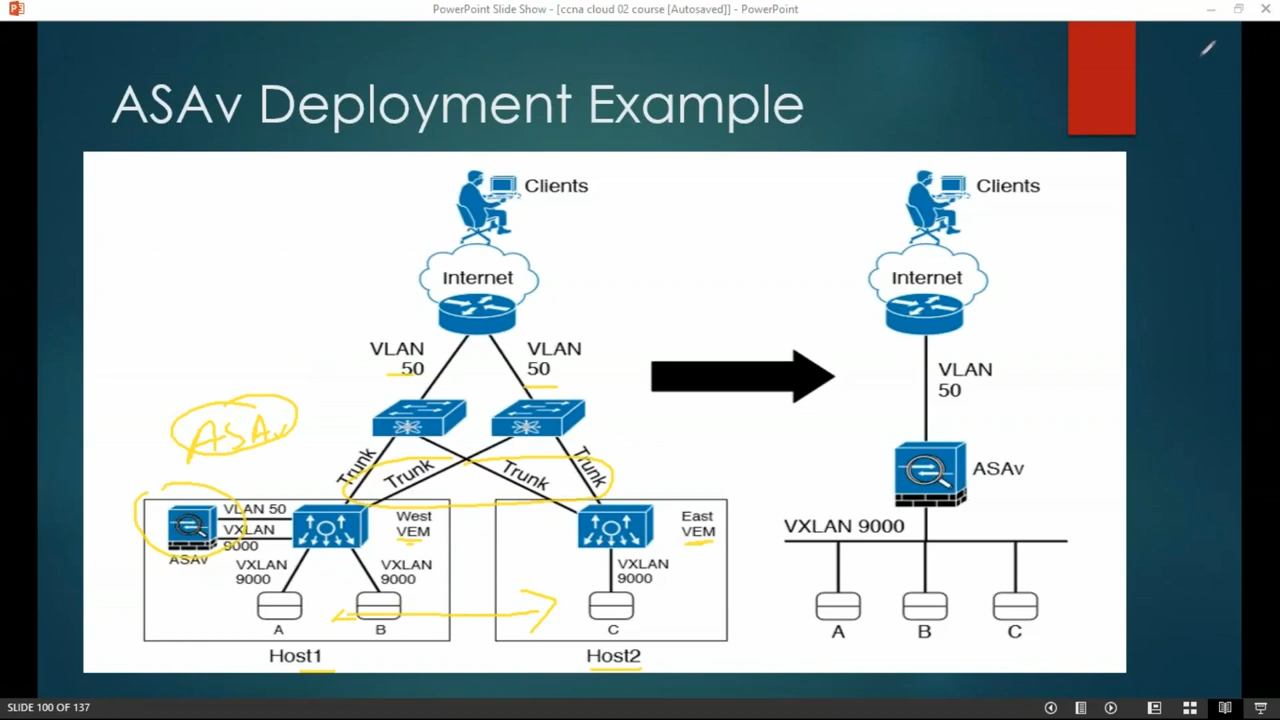 PowerPoint Slide Show - [ccna cloud 02 course [Autosaved]] - PowerPoint
ASAv Deployment Example
Clients
Internet
VLAN
50
VLAN
50
ASAv
Trunk
Trunk
Trunk
Trunk
VLAN 50
VXLAN
9000
ASAv
West
VEM
VXLAN
9000
VXLAN
9000
A
B
Host1
East
VEM
VXLAN
9000
C
Host2
Clients
Internet
VLAN
50
ASAv
VXLAN 9000
A
B
C
SLIDE 100 OF 137